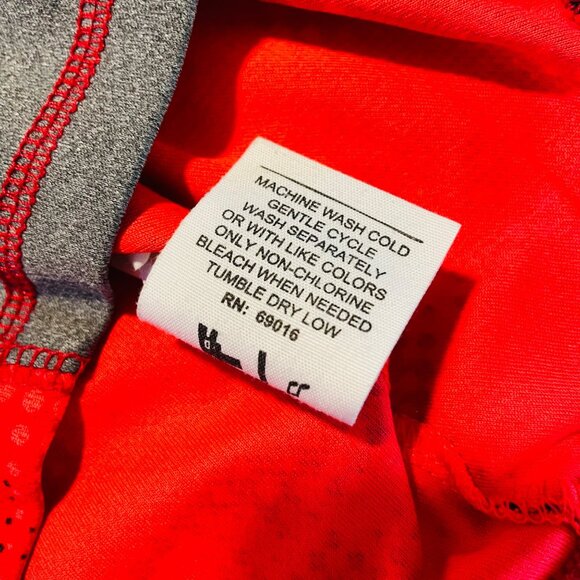 MACHINE WASH COLD
GENTLE CYCLE
WASH SEPARATELY
OR WITH LIKE COLORS
ONLY NON-CHLORINE
BLEACH WHEN NEEDED
TUMBLE DRY LOW
RN: 69016